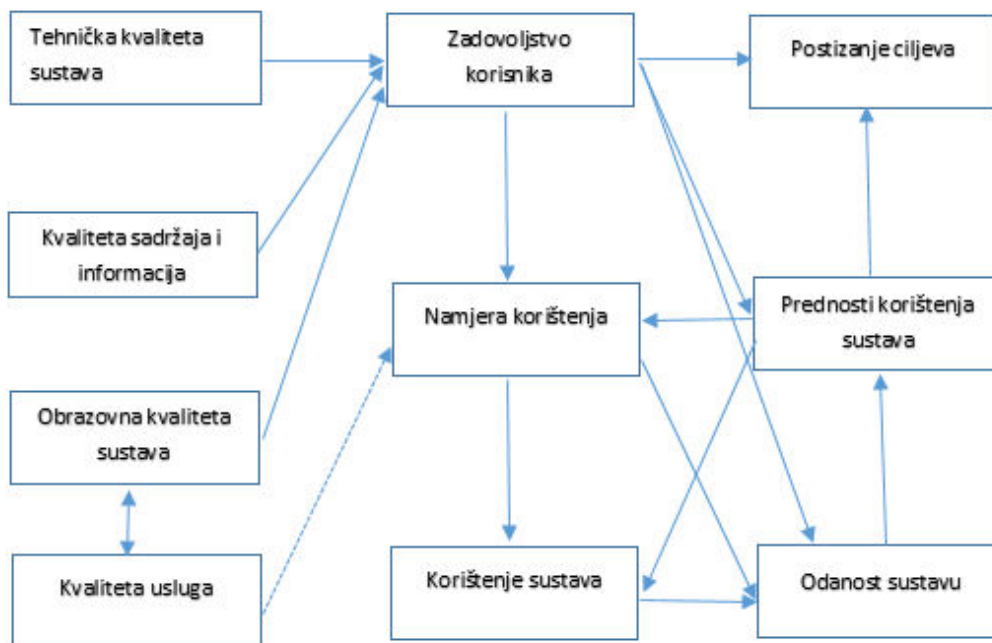 Tehnička kvaliteta
sustava
Zadovoljstvo
korisnika
Postizanje ciljeva
Kvaliteta sadržaja i
informacija
Namjera korištenja
Prednosti korištenja
sustava
Obrazovna kvaliteta
sustava
Kvaliteta usluga
Korištenje sustava
Odanost sustavu